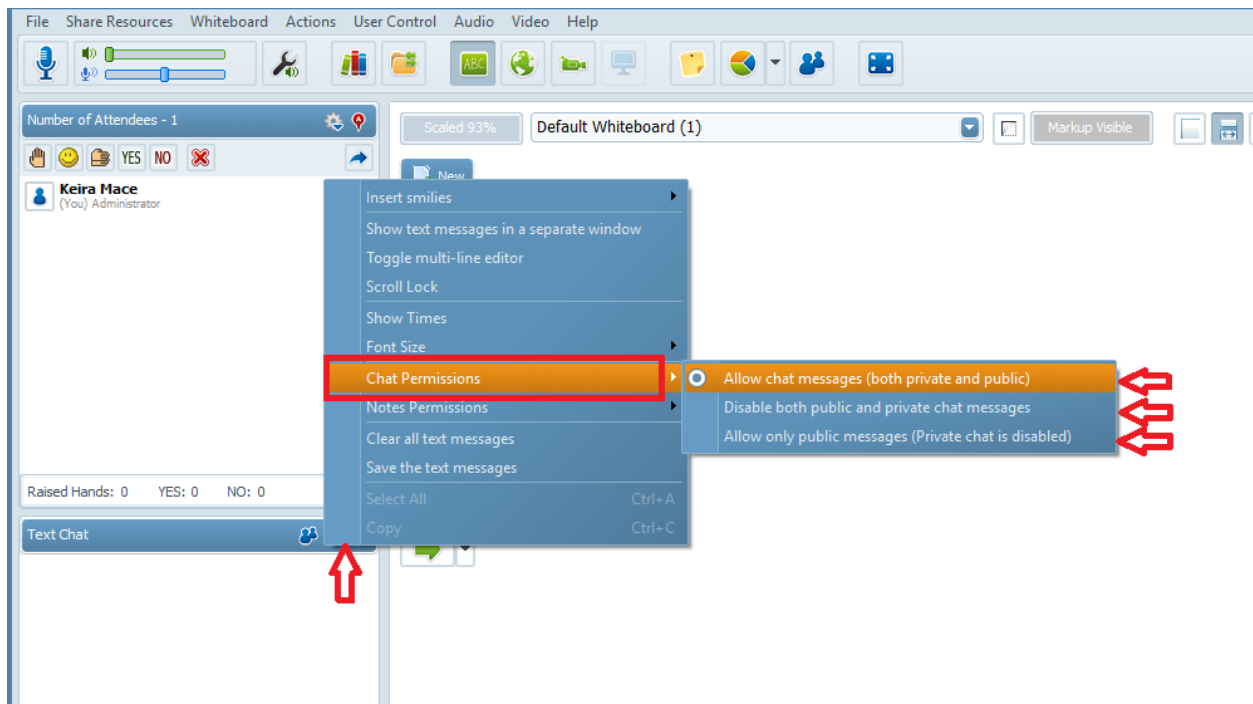 File Share Resources Whiteboard Actions User Control Audio Video Help
ABC
Number of Attendees - 1
Scaled 93%
Default Whiteboard (1)
Markup Visible
YES NO
New
Keira Mace
(You) Administrator
Insert smilies
Show text messages in a separate window
Toggle multi-line editor
Scroll Lock
Show Times
Font Size
Chat Permissions
Allow chat messages (both private and public)
Notes Permissions
Disable both public and private chat messages
Allow only public messages (Private chat is disabled)
Clear all text messages
Save the text messages
Select All Ctrl+A
Copy Ctrl+C
Raised Hands: 0 YES: 0 NO: 0
Text Chat